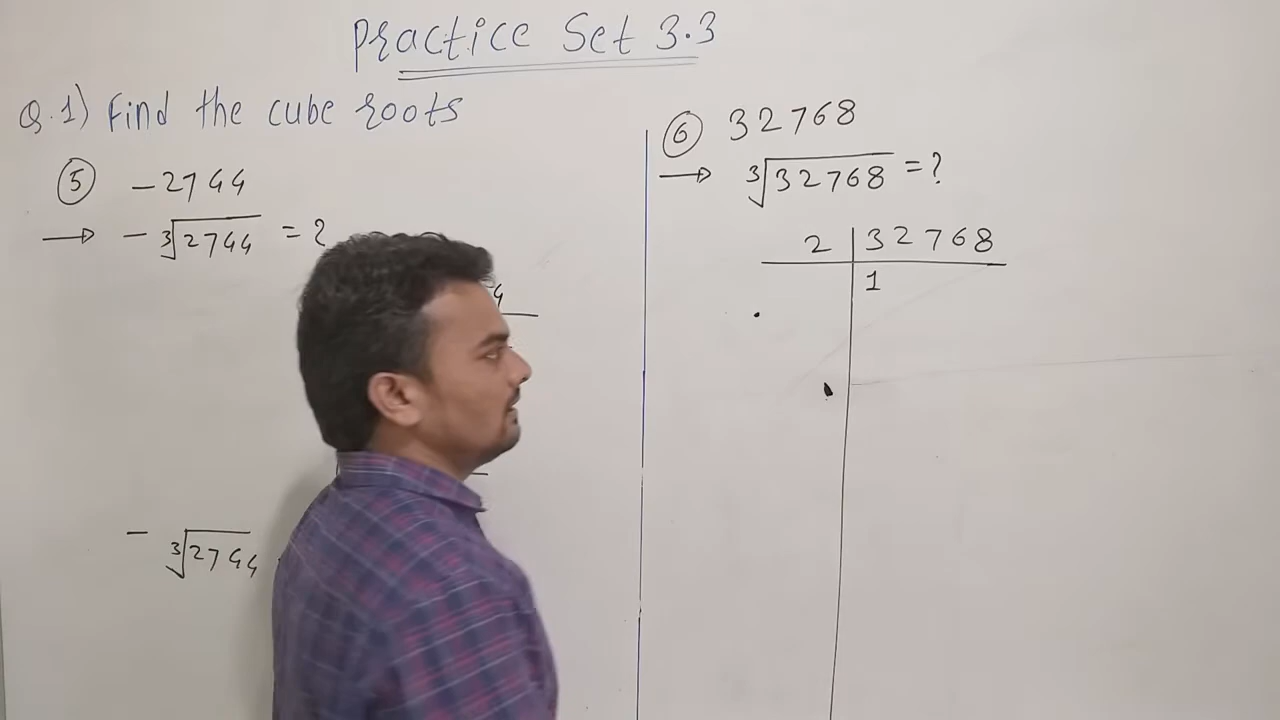 Practice Set 3.3
Q.1) Find the cube roots
⑤ -2744
→ -∛2744 = ?
4
- ∛2744
⑥ 32768
→ ∛32768 = ?
2 | 32768
1